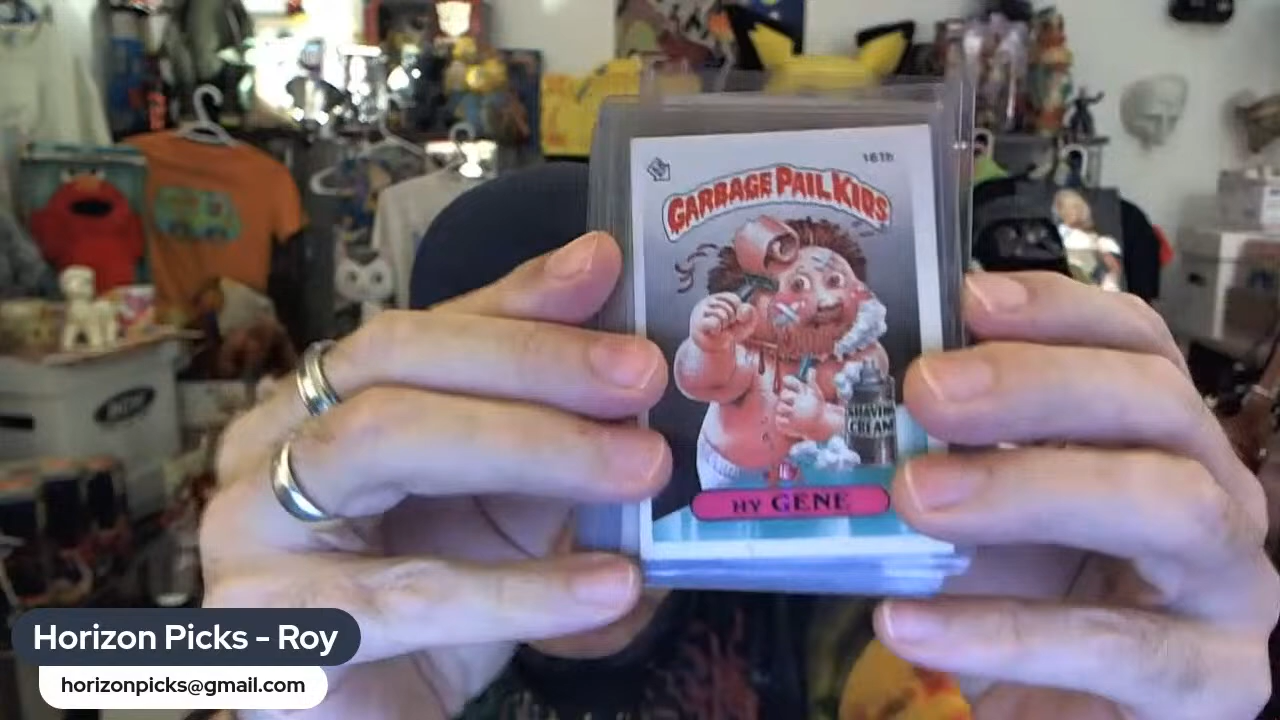 161b
GARBAGE PAIL KIDS
SHAVING
CREAM
HY GENE
Horizon Picks - Roy
horizonpicks@gmail.com